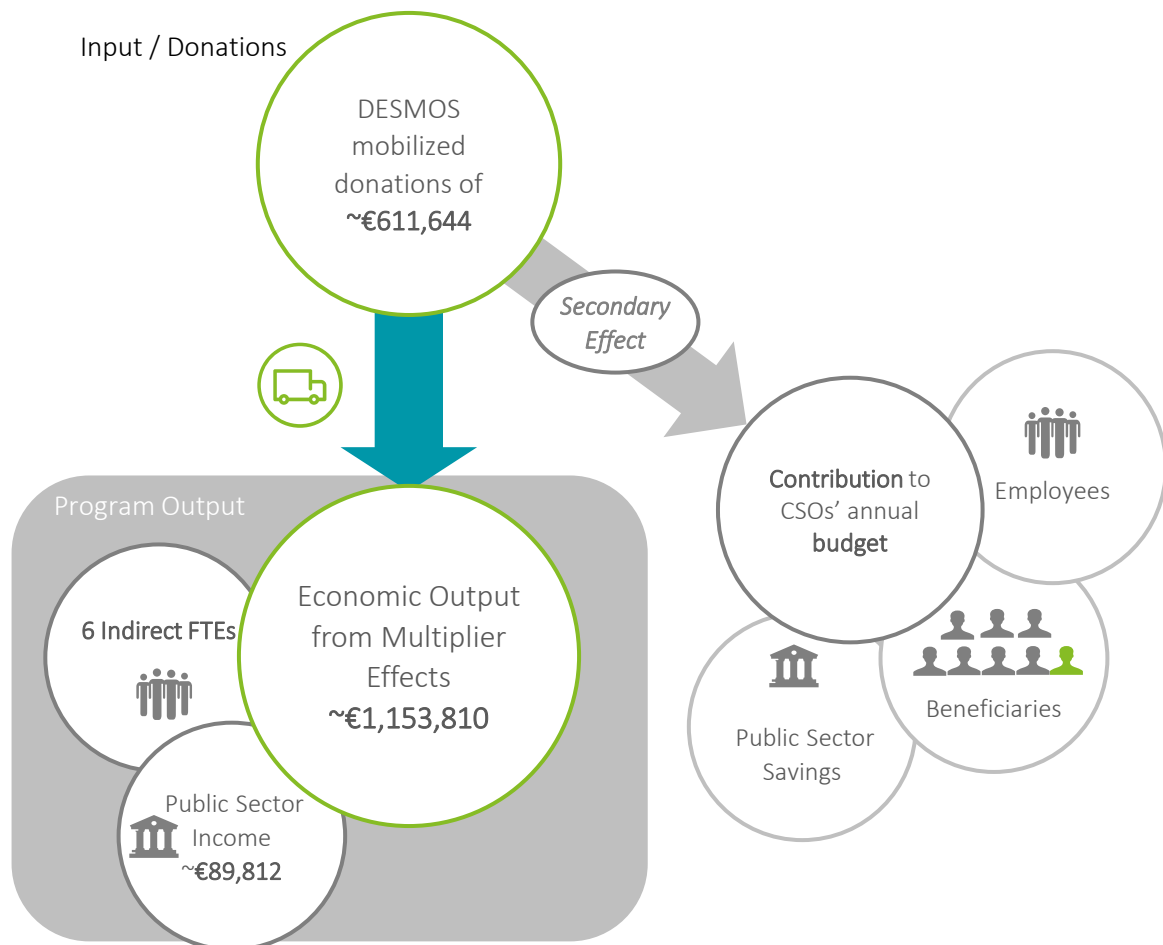 Input / Donations
DESMOS
mobilized
donations of
~€611,644
Secondary
Effect
Contribution to
CSOs’ annual
budget
Employees
Beneficiaries
Public Sector
Savings
Program Output
6 Indirect FTEs
Economic Output
from Multiplier
Effects
~€1,153,810
Public Sector
Income
~€89,812